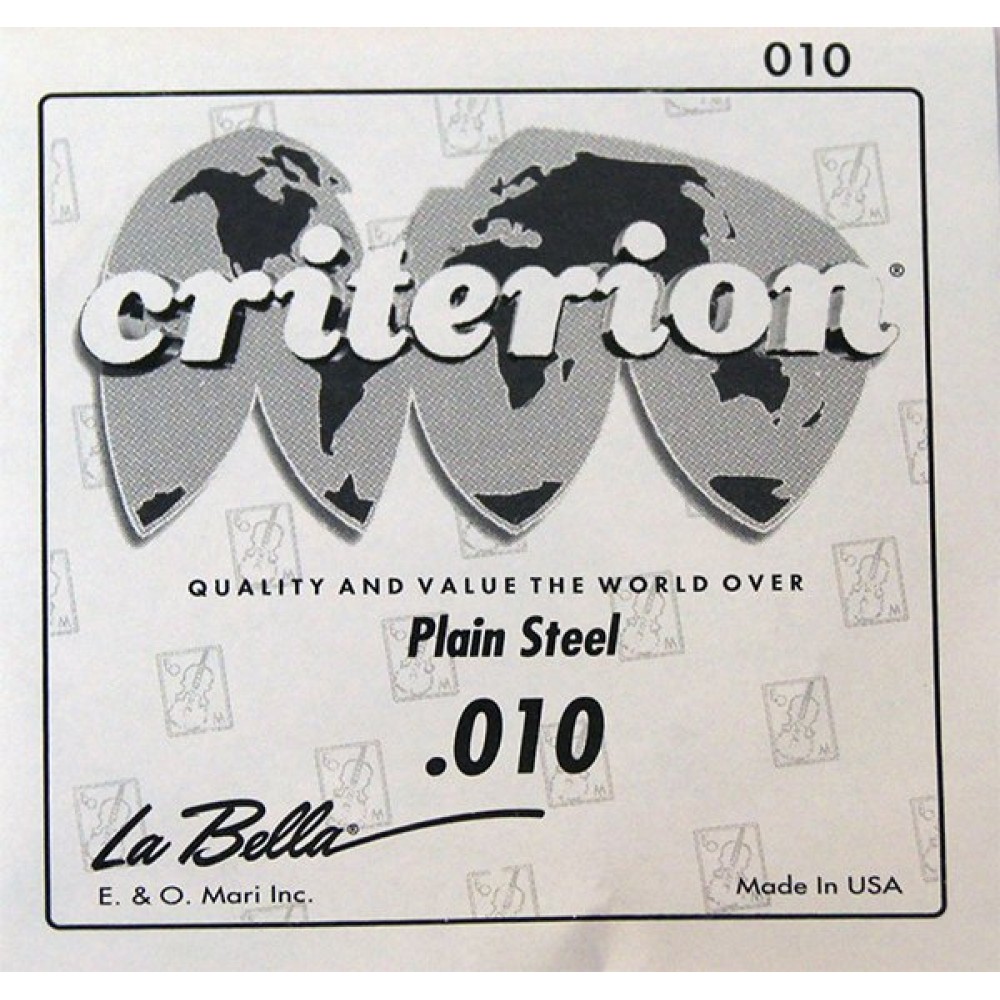 010
criterion®
QUALITY AND VALUE THE WORLD OVER
Plain Steel
.010
La Bella®
E. & O. Mari Inc.
Made In USA